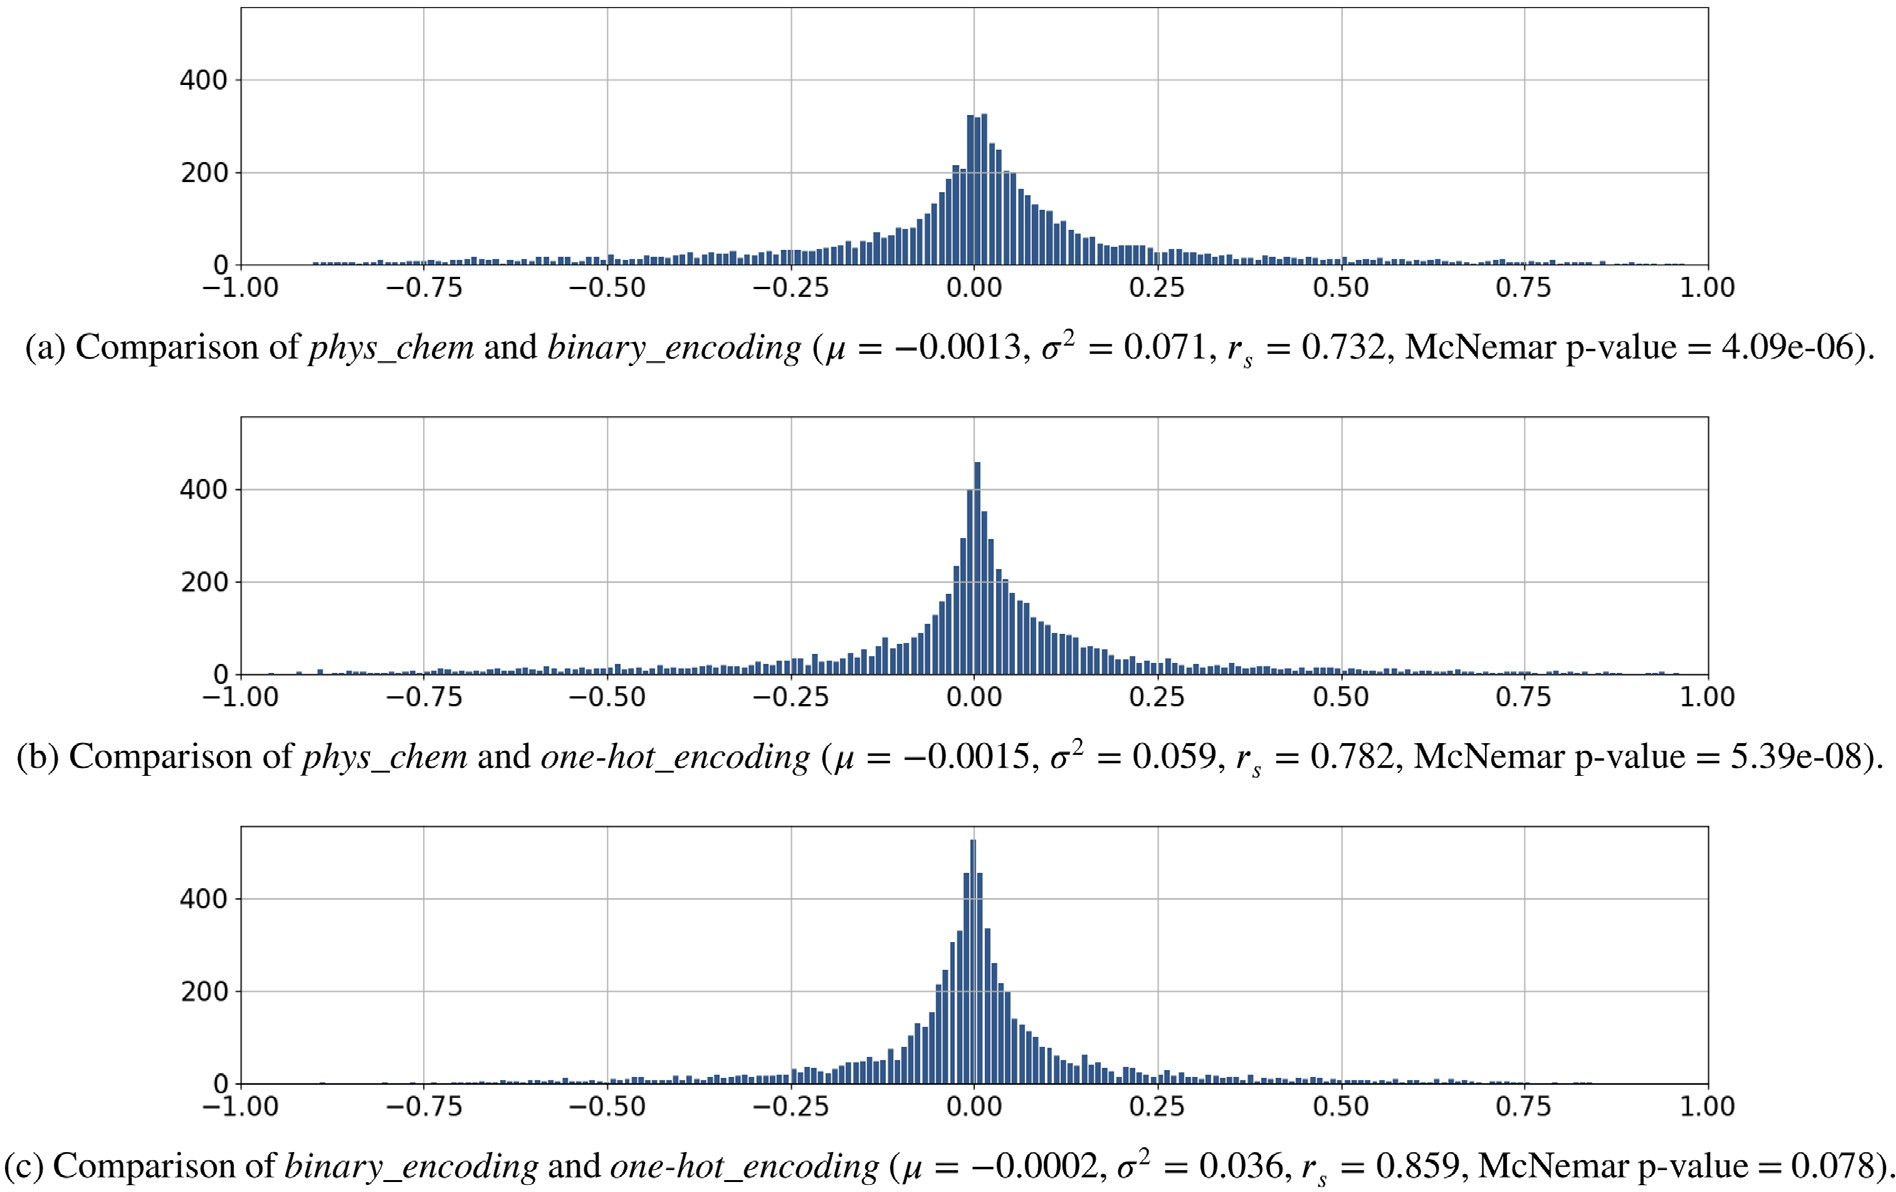 400
200
0
−1.00 −0.75 −0.50 −0.25 0.00 0.25 0.50 0.75 1.00
(a) Comparison of phys_chem and binary_encoding (μ = −0.0013, σ² = 0.071, rₛ = 0.732, McNemar p-value = 4.09e-06).
400
200
0
−1.00 −0.75 −0.50 −0.25 0.00 0.25 0.50 0.75 1.00
(b) Comparison of phys_chem and one-hot_encoding (μ = −0.0015, σ² = 0.059, rₛ = 0.782, McNemar p-value = 5.39e-08).
400
200
0
−1.00 −0.75 −0.50 −0.25 0.00 0.25 0.50 0.75 1.00
(c) Comparison of binary_encoding and one-hot_encoding (μ = −0.0002, σ² = 0.036, rₛ = 0.859, McNemar p-value = 0.078).